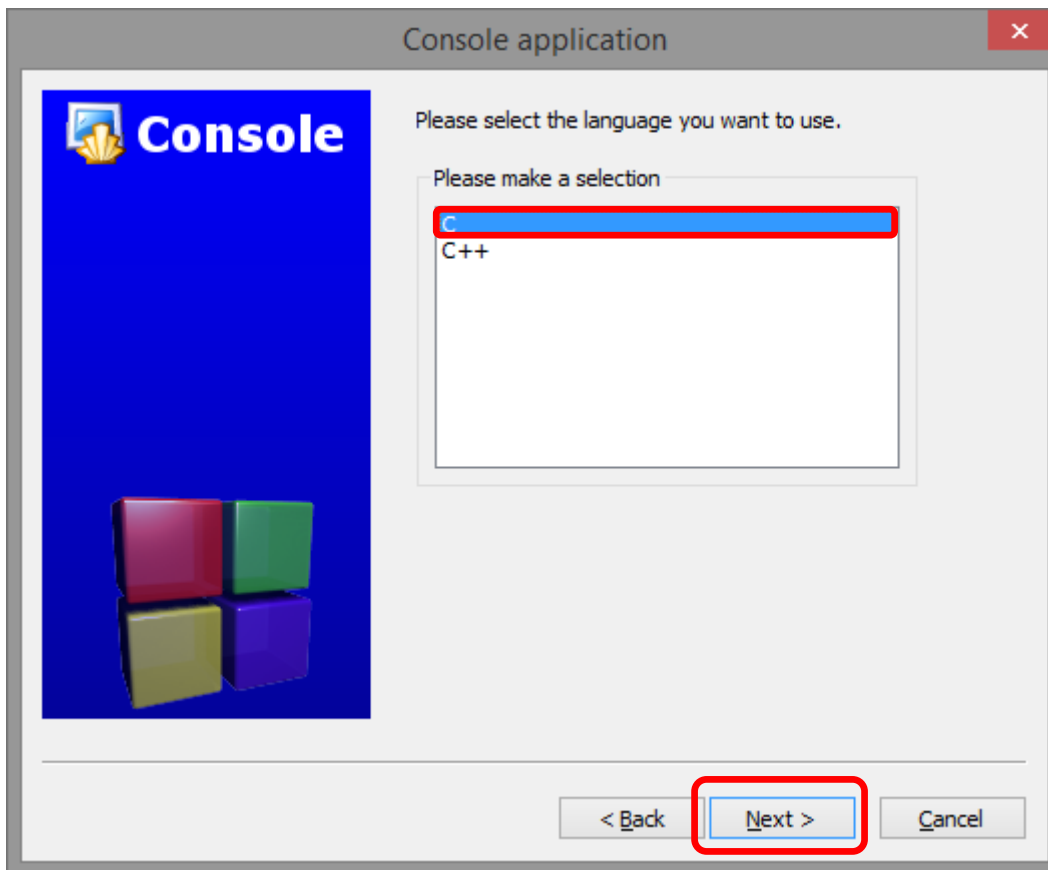 Console application
Console
Please select the language you want to use.
Please make a selection
C
C++
< Back
Next >
Cancel